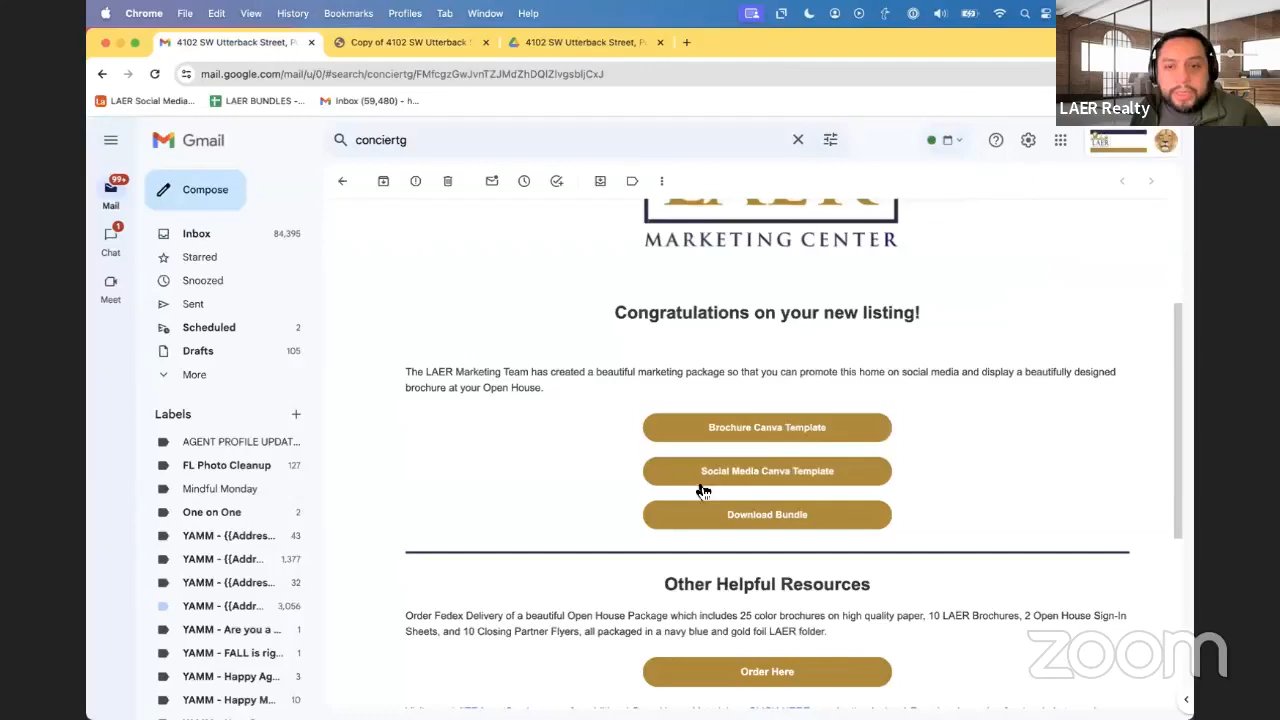 Chrome File Edit View History Bookmarks Profiles Tab Window Help
4102 SW Utterback Street, P
Copy of 4102 SW Utterback
4102 SW Utterback Street, P
mail.google.com/mail/u/0/#search/conciertg/FMfcgzGwJvnTZJMdZhDQIZlvgsbljCxJ
LAER Social Media...
LAER BUNDLES -...
Inbox (59,480) - h...
LAER Realty
Gmail
conciertg
LAER
99+
Mail
Compose
1
Chat
Meet
Inbox 84,395
Starred
Snoozed
Sent
Scheduled 2
Drafts 105
More
Labels
AGENT PROFILE UPDAT...
FL Photo Cleanup 127
Mindful Monday
One on One 2
YAMM - {{Addres... 43
YAMM - {{Addr... 1,377
YAMM - {{Addres... 32
YAMM - {{Addr... 3,056
YAMM - Are you a ... 1
YAMM - FALL is rig... 1
YAMM - Happy Ag... 3
YAMM - Happy M... 10
LAER
MARKETING CENTER
Congratulations on your new listing!
The LAER Marketing Team has created a beautiful marketing package so that you can promote this home on social media and display a beautifully designed
brochure at your Open House.
Brochure Canva Template
Social Media Canva Template
Download Bundle
Other Helpful Resources
Order Fedex Delivery of a beautiful Open House Package which includes 25 color brochures on high quality paper, 10 LAER Brochures, 2 Open House Sign-In
Sheets, and 10 Closing Partner Flyers, all packaged in a navy blue and gold foil LAER folder.
Order Here
zoom